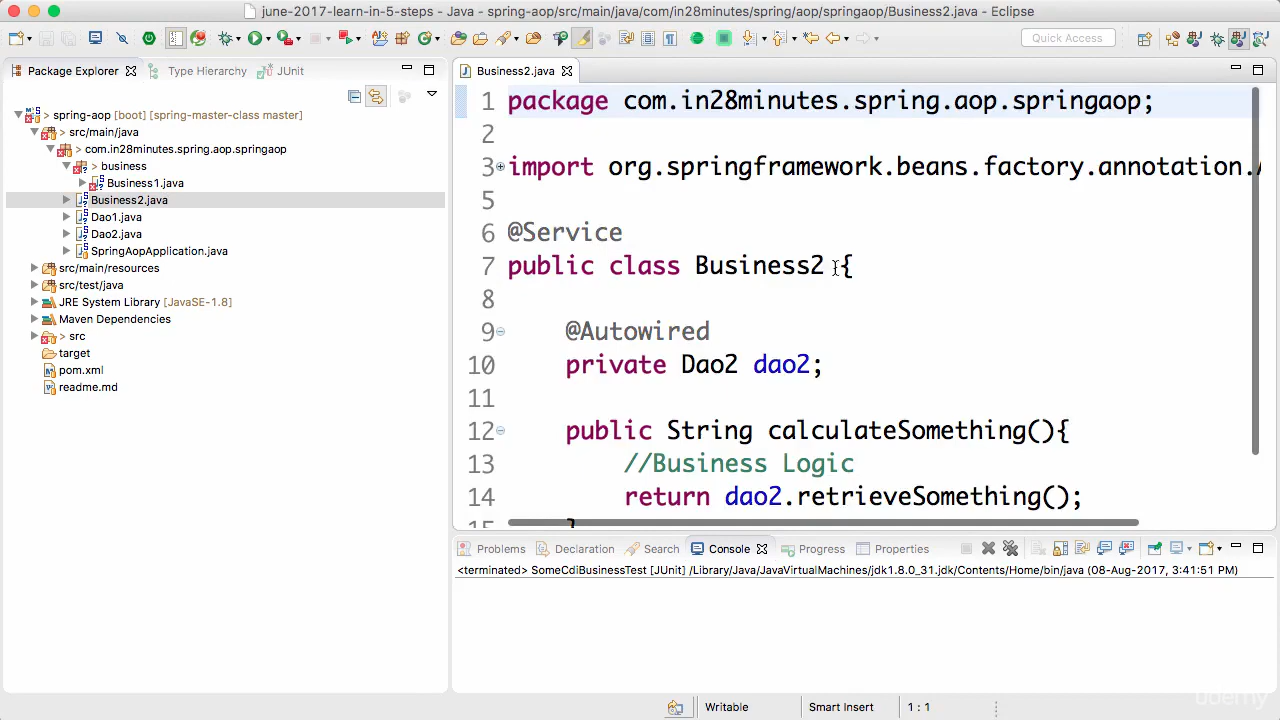 june-2017-learn-in-5-steps - Java - spring-aop/src/main/java/com/in28minutes/spring/aop/springaop/Business2.java - Eclipse
Quick Access
Package Explorer
Type Hierarchy
JUnit
spring-aop [boot] [spring-master-class master]
> src/main/java
> com.in28minutes.spring.aop.springaop
> business
Business1.java
Business2.java
Dao1.java
Dao2.java
SpringAopApplication.java
src/main/resources
src/test/java
JRE System Library [JavaSE-1.8]
Maven Dependencies
> src
target
pom.xml
readme.md
Business2.java
1 package com.in28minutes.spring.aop.springaop;
2
3 import org.springframework.beans.factory.annotation.
5
6 @Service
7 public class Business2 {
8
9 @Autowired
10 private Dao2 dao2;
11
12 public String calculateSomething(){
13 //Business Logic
14 return dao2.retrieveSomething();
15 }
Problems
Declaration
Search
Console
Progress
Properties
<terminated> SomeCdiBusinessTest [JUnit] /Library/Java/JavaVirtualMachines/jdk1.8.0_31.jdk/Contents/Home/bin/java (08-Aug-2017, 3:41:51 PM)
Writable
Smart Insert
1 : 1
udemy